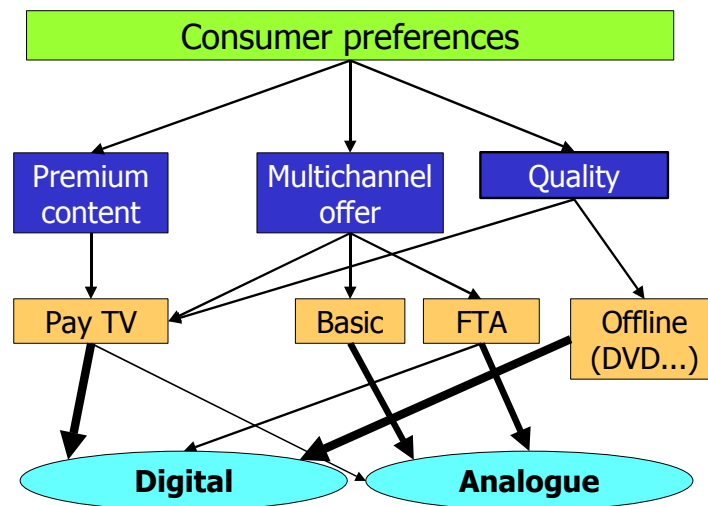 Consumer preferences
Premium
content
Multichannel
offer
Quality
Pay TV
Basic
FTA
Offline
(DVD...)
Digital
Analogue